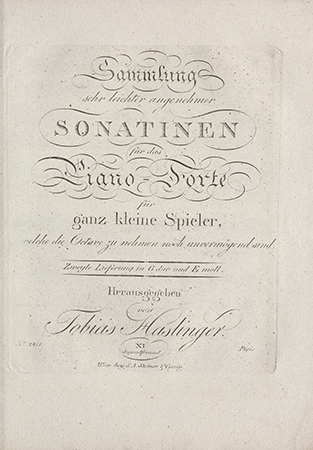 Sammlung
sehr leichter angenehmer
SONATINEN
für das
Piano-Forte
für
ganz kleine Spieler,
welche die Octave zu nehmen noch unvermögend sind
Zweyte Lieferung in G dur und E moll.
Herausgegeben
von
Tobias Haslinger.
XI
Wien bey S. A. Steiner & Comp.
Preis